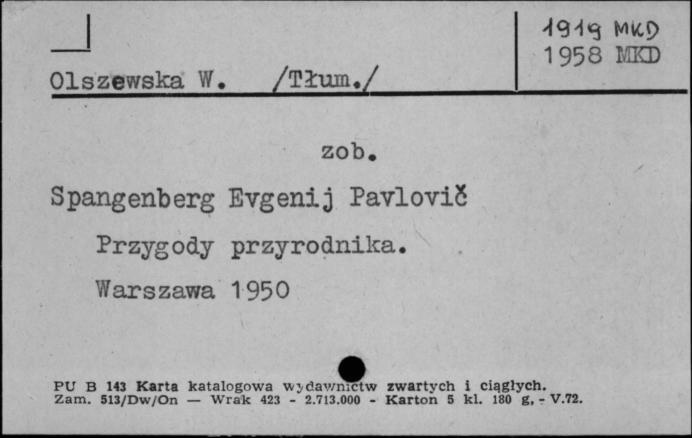 1919 MKD
1958 MKD
Olszewska W. /Tłum./
zob.
Spangenberg Evgenij Pavlovič
Przygody przyrodnika.
Warszawa 1950
PU B 143 Karta katalogowa wydawnictw zwartych i ciągłych.
Zam. 513/Dw/On — Wrak 423 - 2.713.000 - Karton 5 kl. 180 g, - V.72.